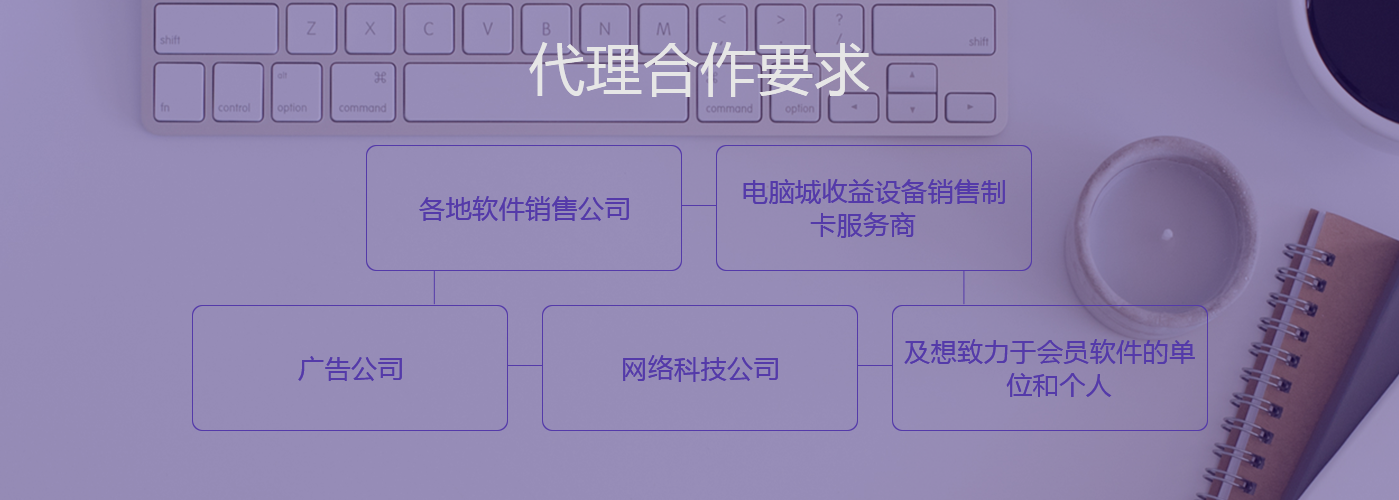 shift
Z X C V B N M < > ? /
shift
fn control alt option ⌘ command ⌘ command option
代理合作要求
各地软件销售公司
电脑城收益设备销售制
卡服务商
广告公司
网络科技公司
及想致力于会员软件的单
位和个人